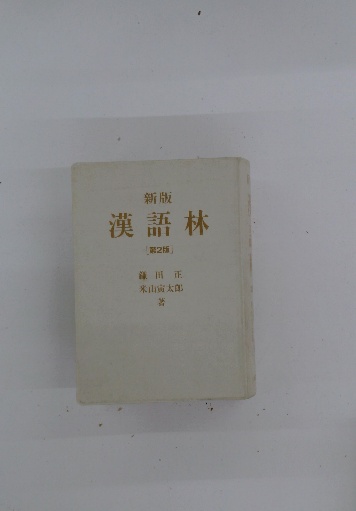 新版
漢語林
〔第2版〕
鎌田正
米山寅太郎
著